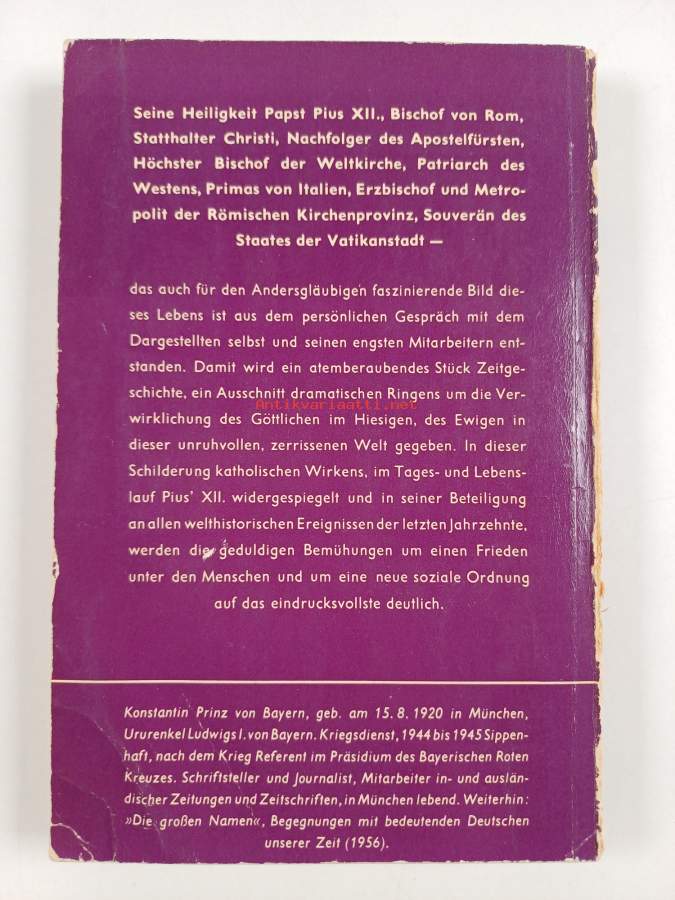 Seine Heiligkeit Papst Pius XII., Bischof von Rom,
Statthalter Christi, Nachfolger des Apostelfürsten,
Höchster Bischof der Weltkirche, Patriarch des
Westens, Primas von Italien, Erzbischof und Metro-
polit der Römischen Kirchenprovinz, Souverän des
Staates der Vatikanstadt —
das auch für den Andersgläubigen faszinierende Bild die-
ses Lebens ist aus dem persönlichen Gespräch mit dem
Dargestellten selbst und seinen engsten Mitarbeitern ent-
standen. Damit wird ein atemberaubendes Stück Zeitge-
schichte, ein Ausschnitt dramatischen Ringens um die Ver-
Antikvariaatti.net
wirklichung des Göttlichen im Hiesigen, des Ewigen in
dieser unruhvollen, zerrissenen Welt gegeben. In dieser
Schilderung katholischen Wirkens, im Tages- und Lebens-
lauf Pius' XII. widergespiegelt und in seiner Beteiligung
an allen welthistorischen Ereignissen der letzten Jahrzehnte,
werden die geduldigen Bemühungen um einen Frieden
unter den Menschen und um eine neue soziale Ordnung
auf das eindrucksvollste deutlich.
Konstantin Prinz von Bayern, geb. am 15. 8. 1920 in München,
Ururenkel Ludwigs I. von Bayern. Kriegsdienst, 1944 bis 1945 Sippen-
haft, nach dem Krieg Referent im Präsidium des Bayerischen Roten
Kreuzes. Schriftsteller und Journalist, Mitarbeiter in- und auslän-
discher Zeitungen und Zeitschriften, in München lebend. Weiterhin:
»Die großen Namen«, Begegnungen mit bedeutenden Deutschen
unserer Zeit (1956).